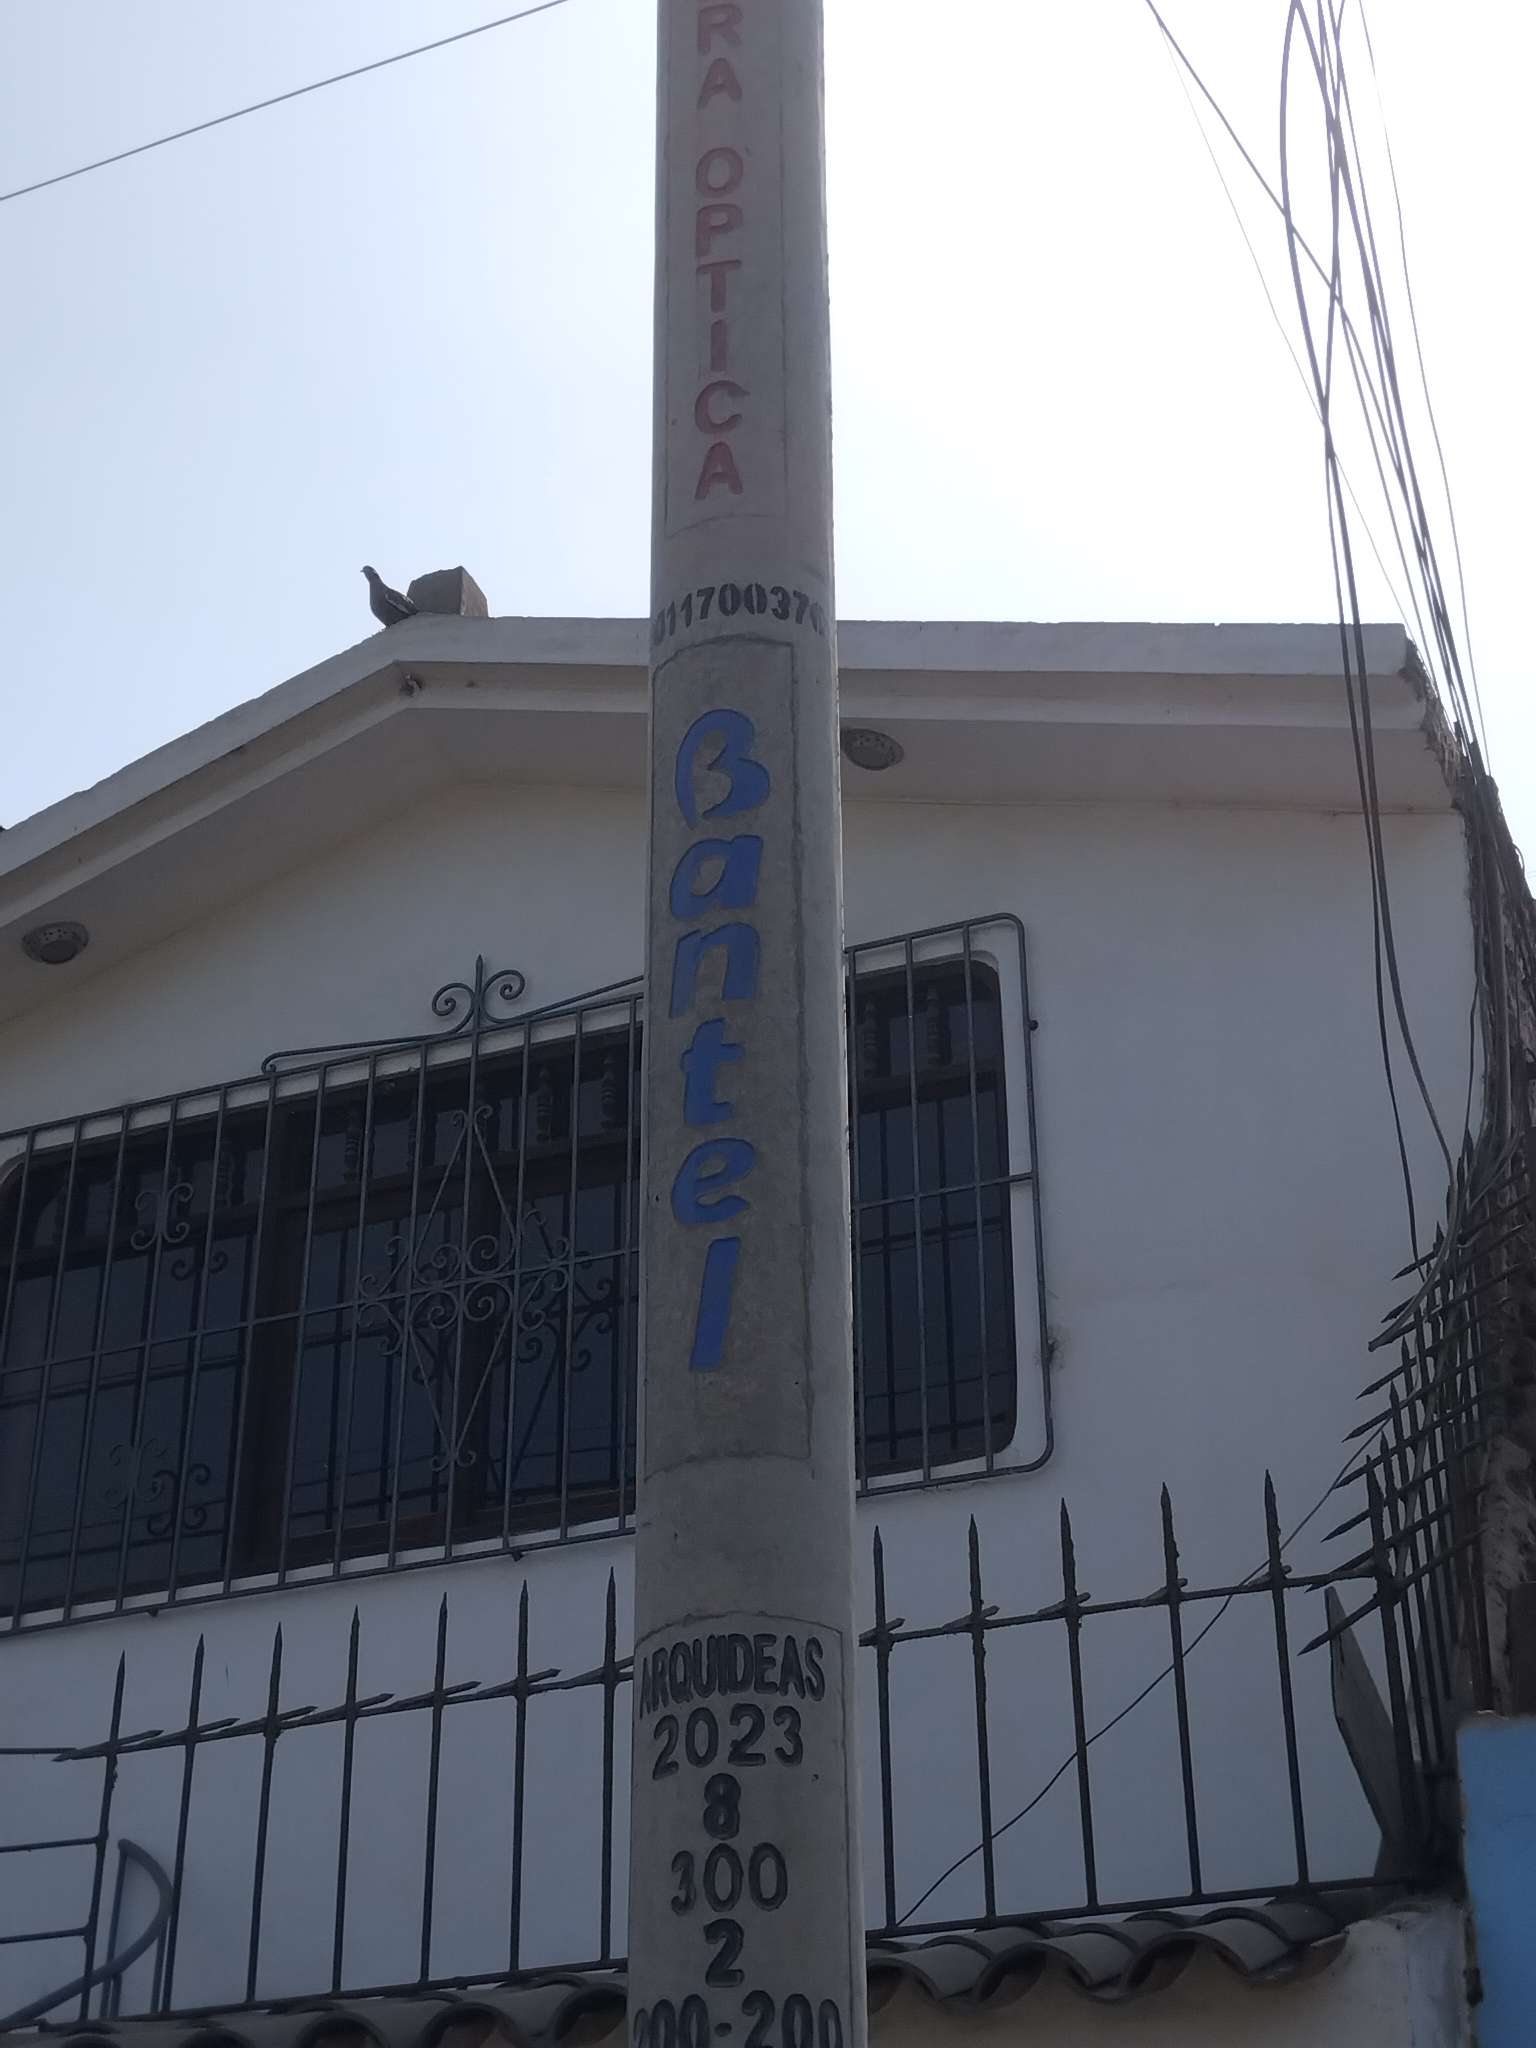 RA OPTICA
Bantel
ARQUIDEAS
2023
8
300
2